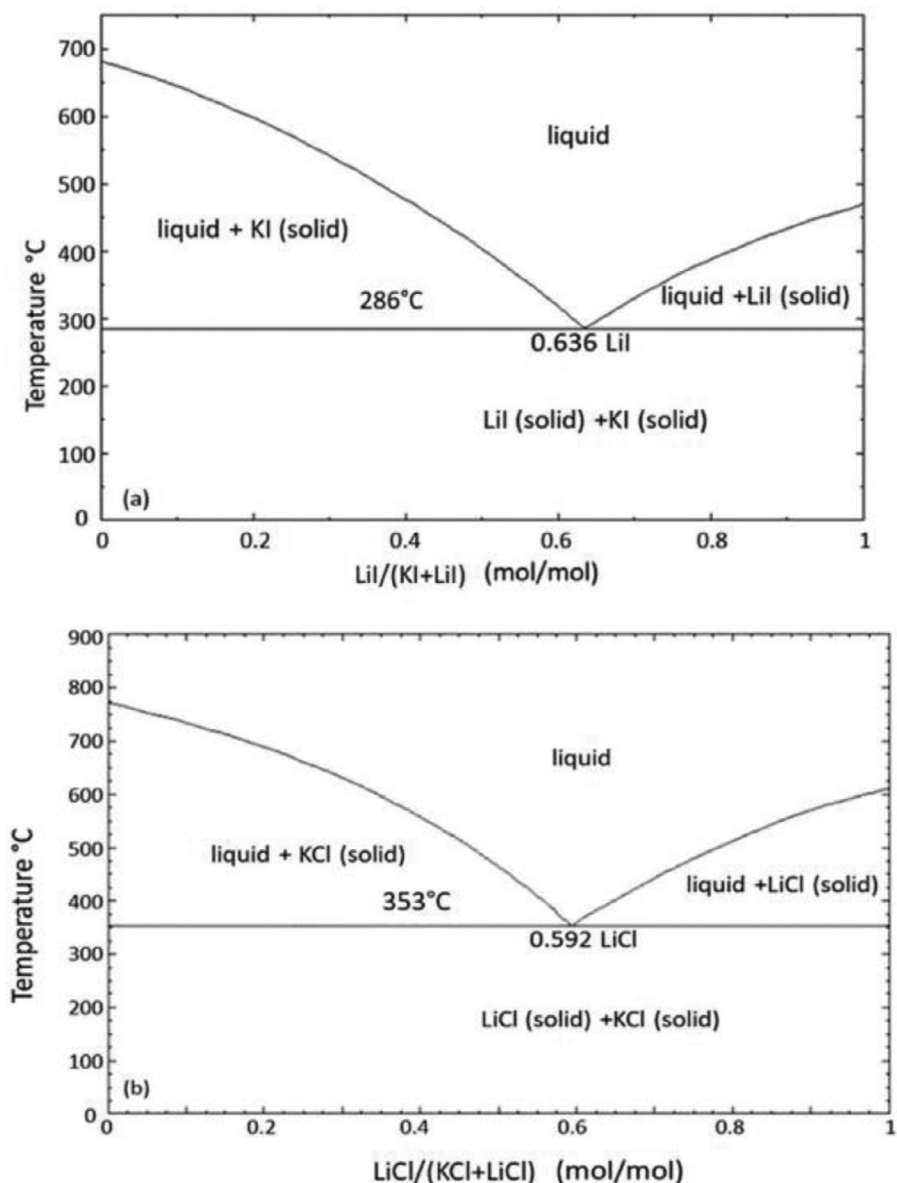 700
600
500
400
300
200
100
0
Temperature °C
liquid
liquid + KI (solid)
286°C
liquid +LiI (solid)
0.636 LiI
LiI (solid) +KI (solid)
(a)
0 0.2 0.4 0.6 0.8 1
LiI/(KI+LiI) (mol/mol)
900
800
700
600
500
400
300
200
100
0
Temperature °C
liquid
liquid + KCl (solid)
353°C
liquid +LiCl (solid)
0.592 LiCl
LiCl (solid) +KCl (solid)
(b)
0 0.2 0.4 0.6 0.8 1
LiCl/(KCl+LiCl) (mol/mol)